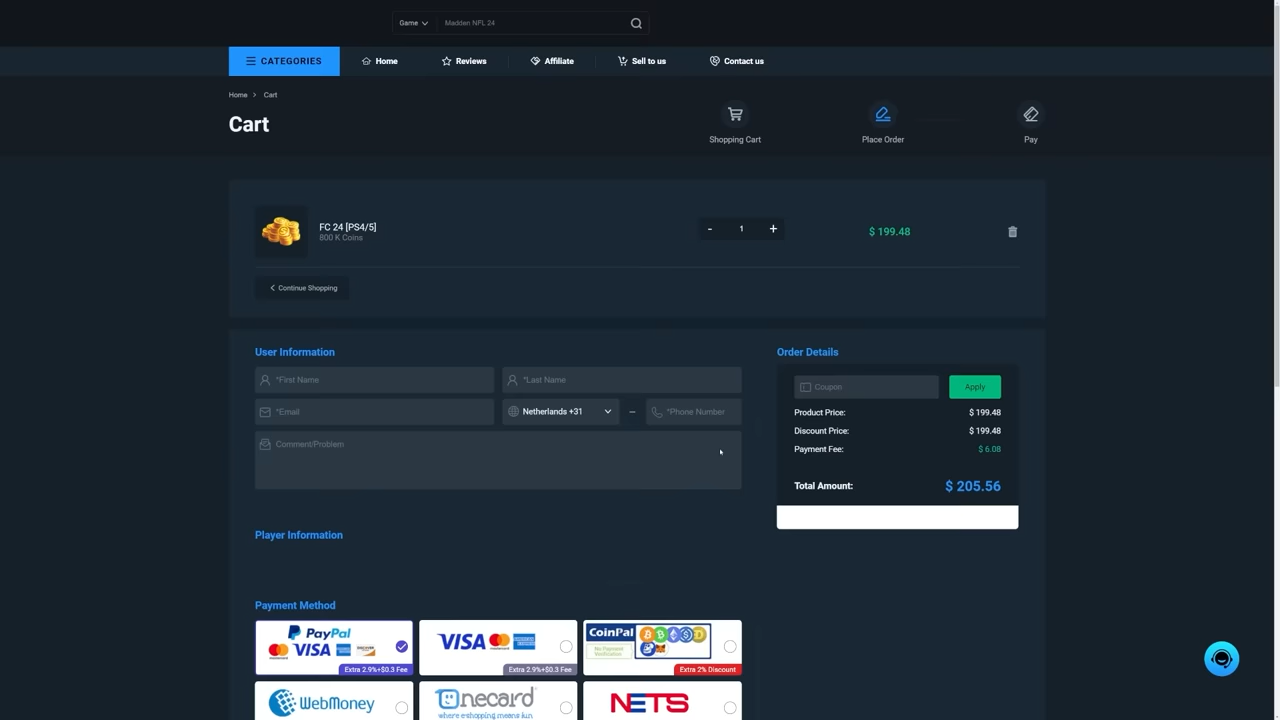 Game
Madden NFL 24
CATEGORIES
Home
Reviews
Affiliate
Sell to us
Contact us
Home > Cart
Cart
Shopping Cart
Place Order
Pay
FC 24 [PS4/5]
800 K Coins
- 1 +
$ 199.48
< Continue Shopping
User Information
*First Name
*Last Name
*Email
Netherlands +31
–
*Phone Number
Comment/Problem
Order Details
Coupon
Apply
Product Price: $ 199.48
Discount Price: $ 199.48
Payment Fee: $ 6.08
Total Amount: $ 205.56
Player Information
Payment Method
PayPal
VISA
Extra 2.9%+$0.3 Fee
VISA
Extra 2.9%+$0.3 Fee
CoinPal
No Payment
Verification
Extra 2% Discount
WebMoney
onecard
where eshopping means fun
NETS